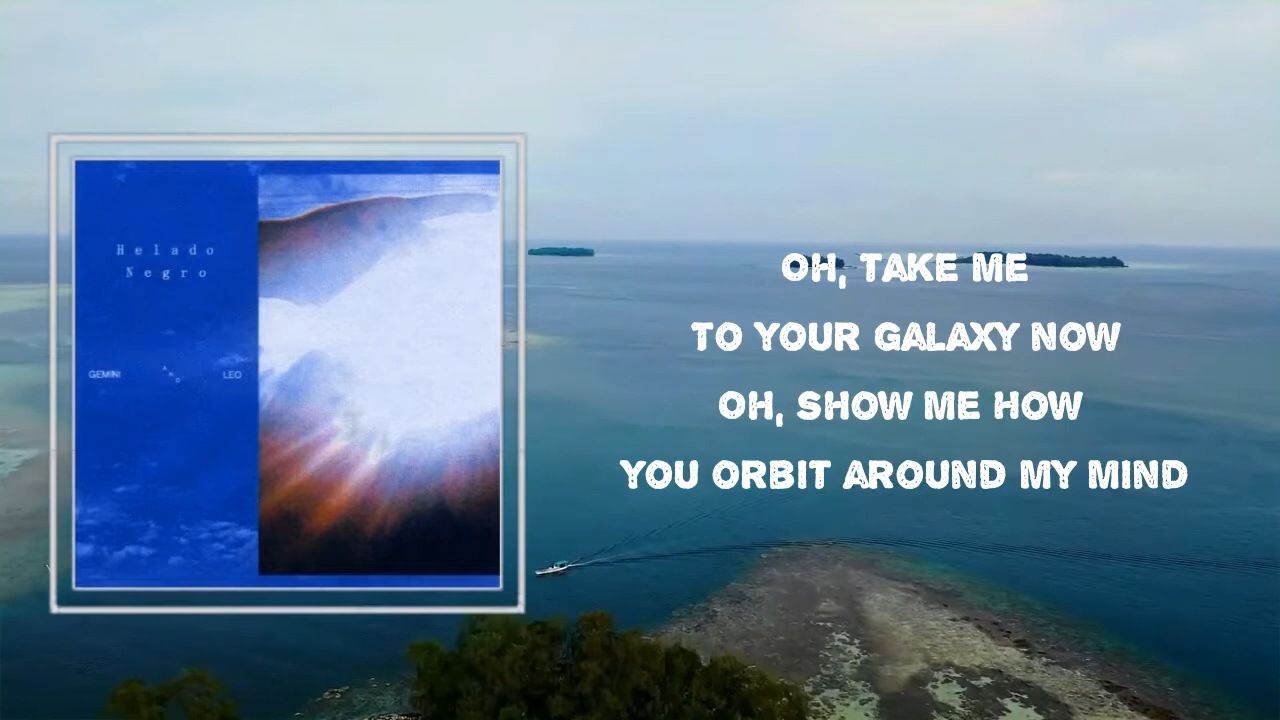 Helado
Negro
GEMINI AND LEO
OH, TAKE ME
TO YOUR GALAXY NOW
OH, SHOW ME HOW
YOU ORBIT AROUND MY MIND